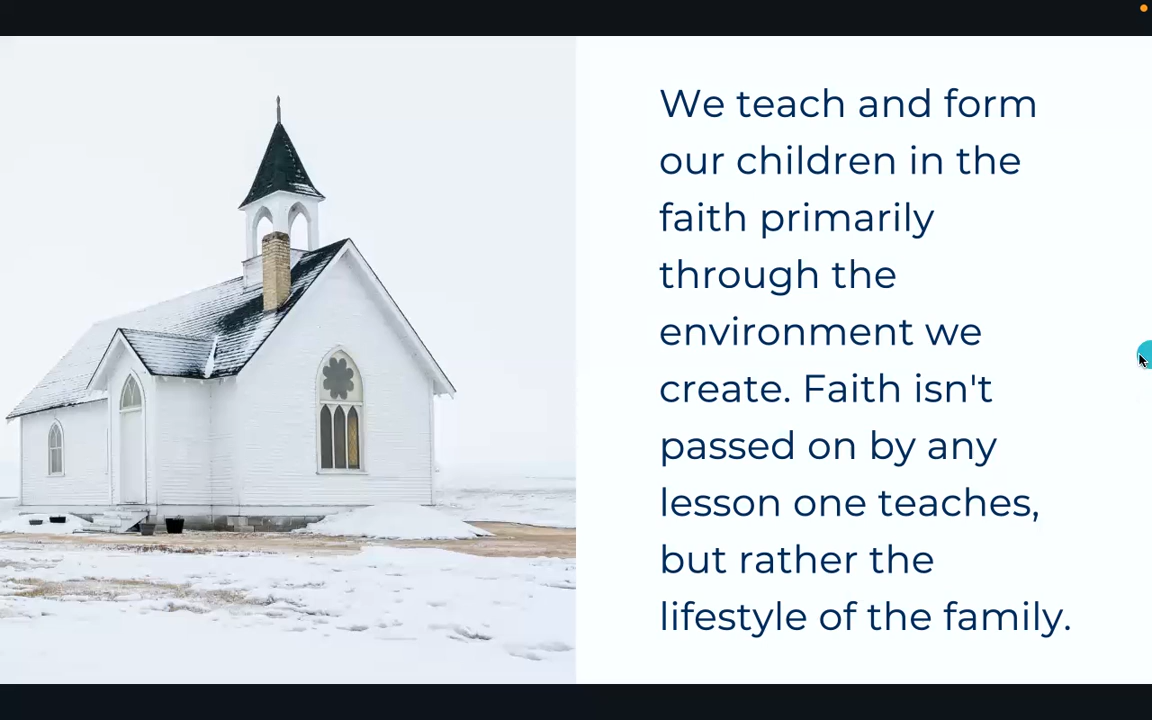 We teach and form
our children in the
faith primarily
through the
environment we
create. Faith isn't
passed on by any
lesson one teaches,
but rather the
lifestyle of the family.